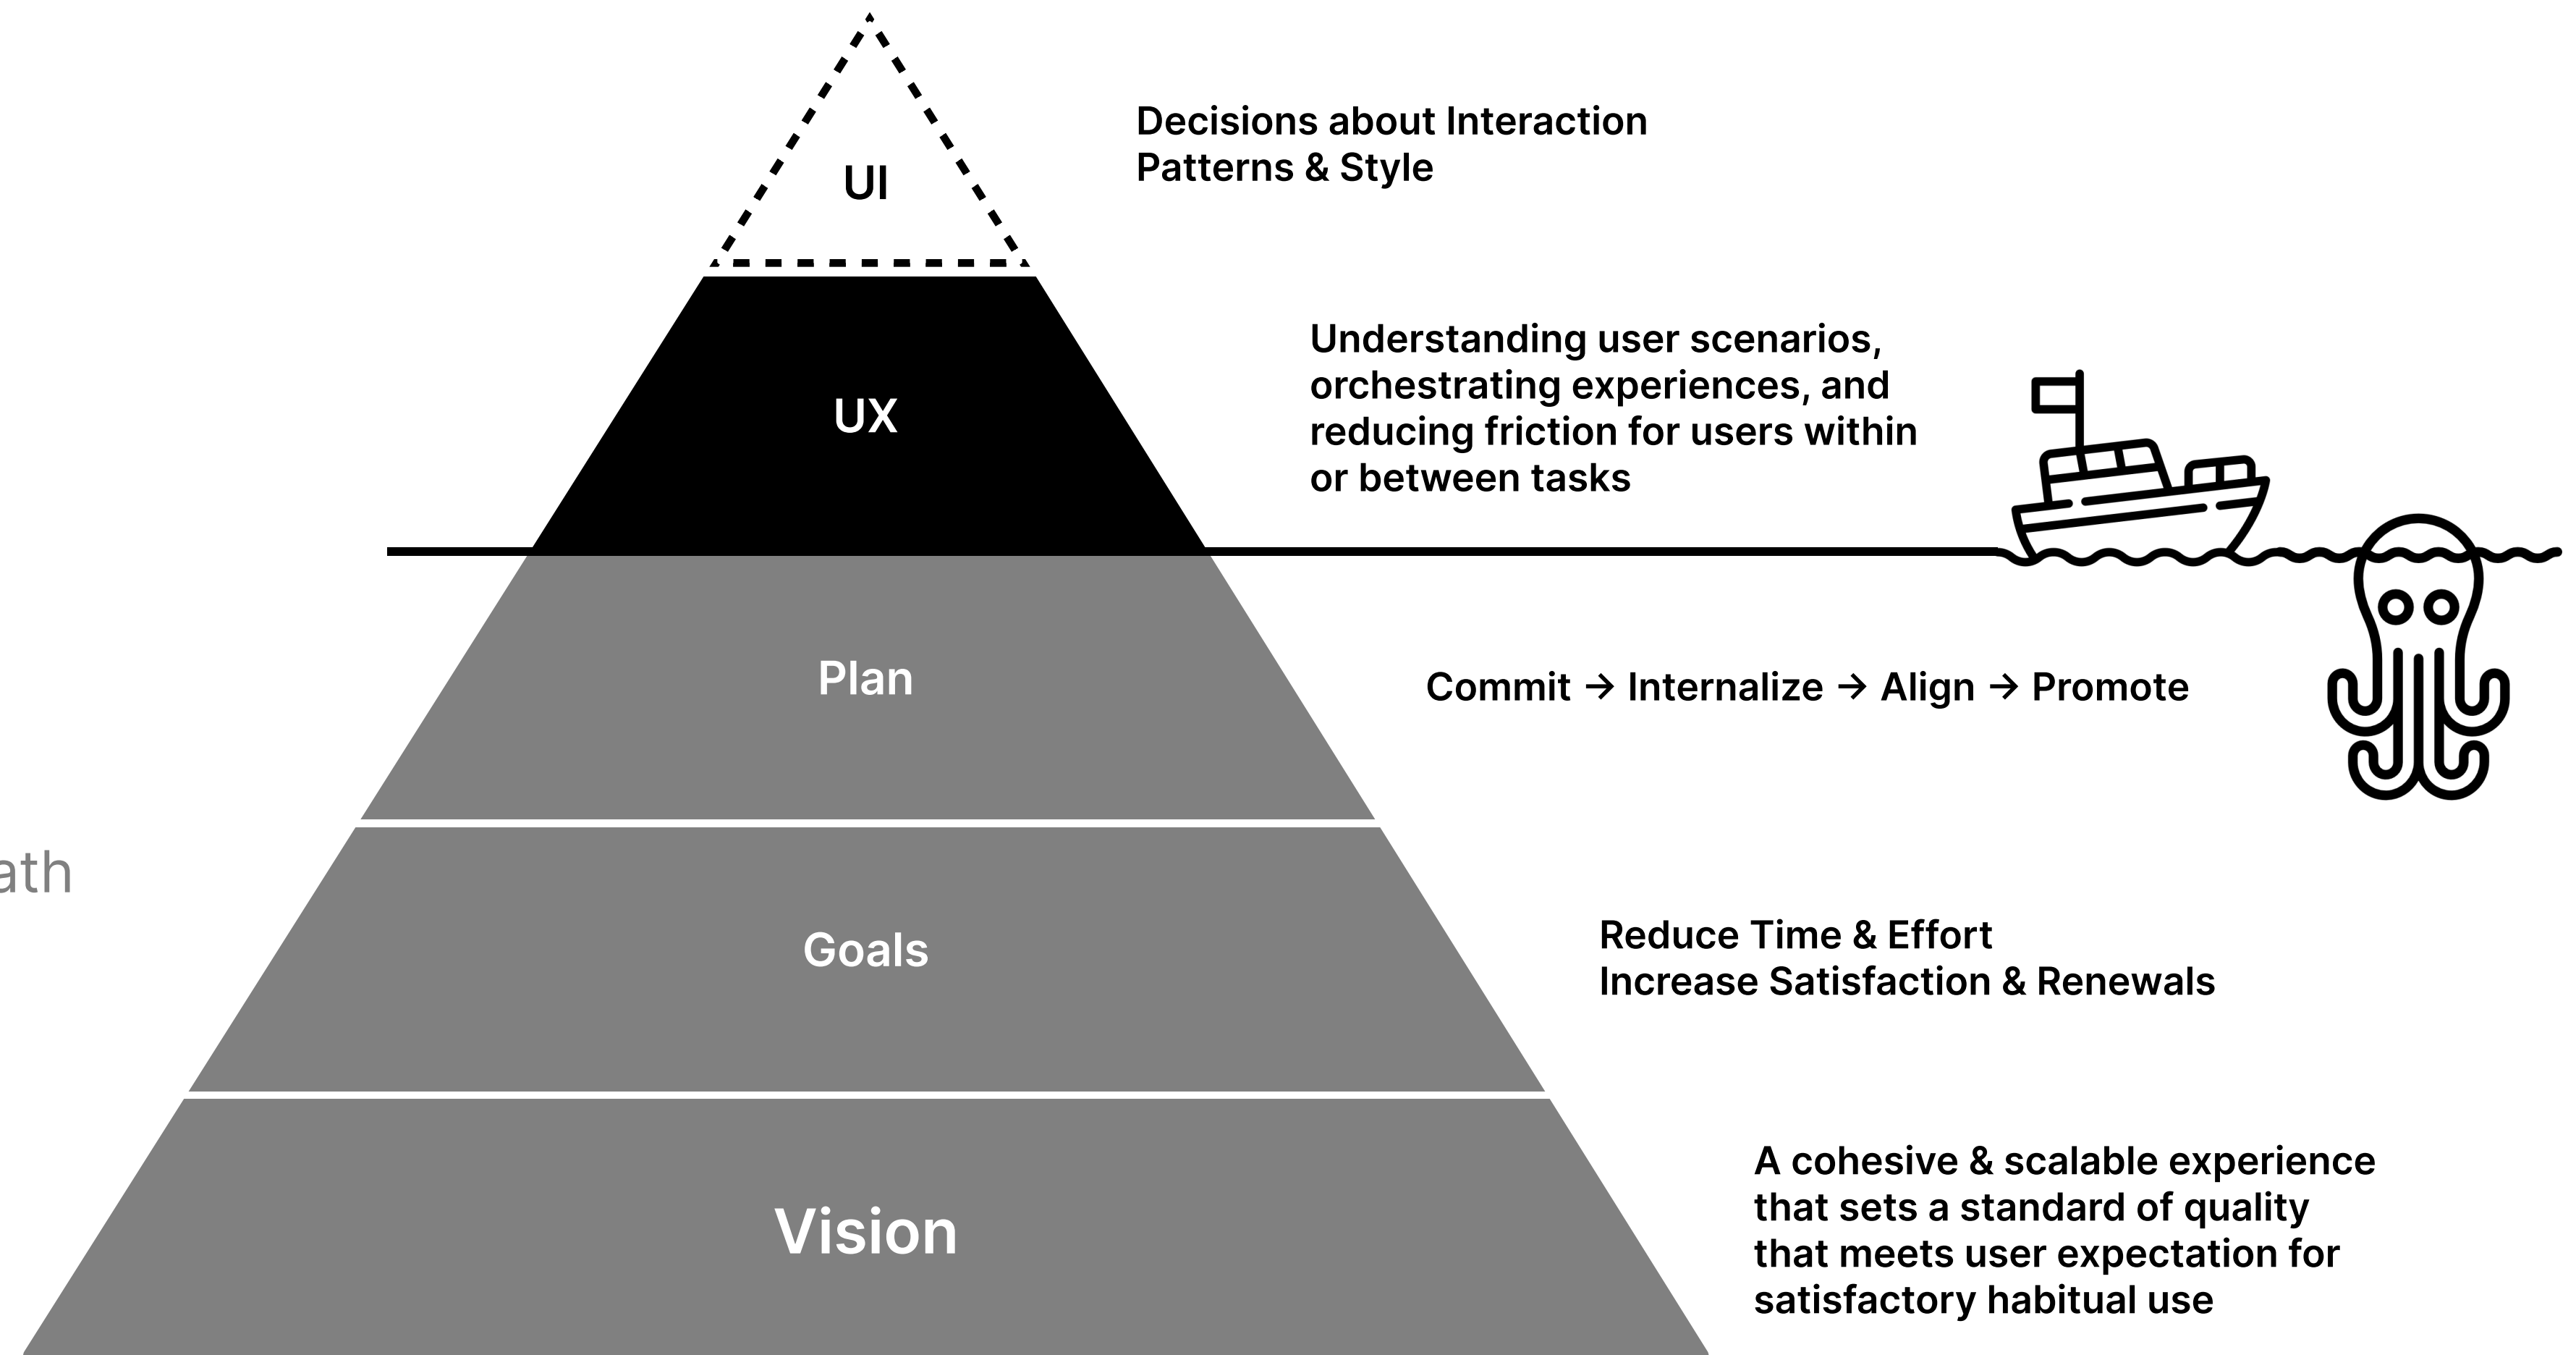 UI
Decisions about Interaction
Patterns & Style
UX
Understanding user scenarios,
orchestrating experiences, and
reducing friction for users within
or between tasks
Plan
Commit → Internalize → Align → Promote
ath
Goals
Reduce Time & Effort
Increase Satisfaction & Renewals
Vision
A cohesive & scalable experience
that sets a standard of quality
that meets user expectation for
satisfactory habitual use